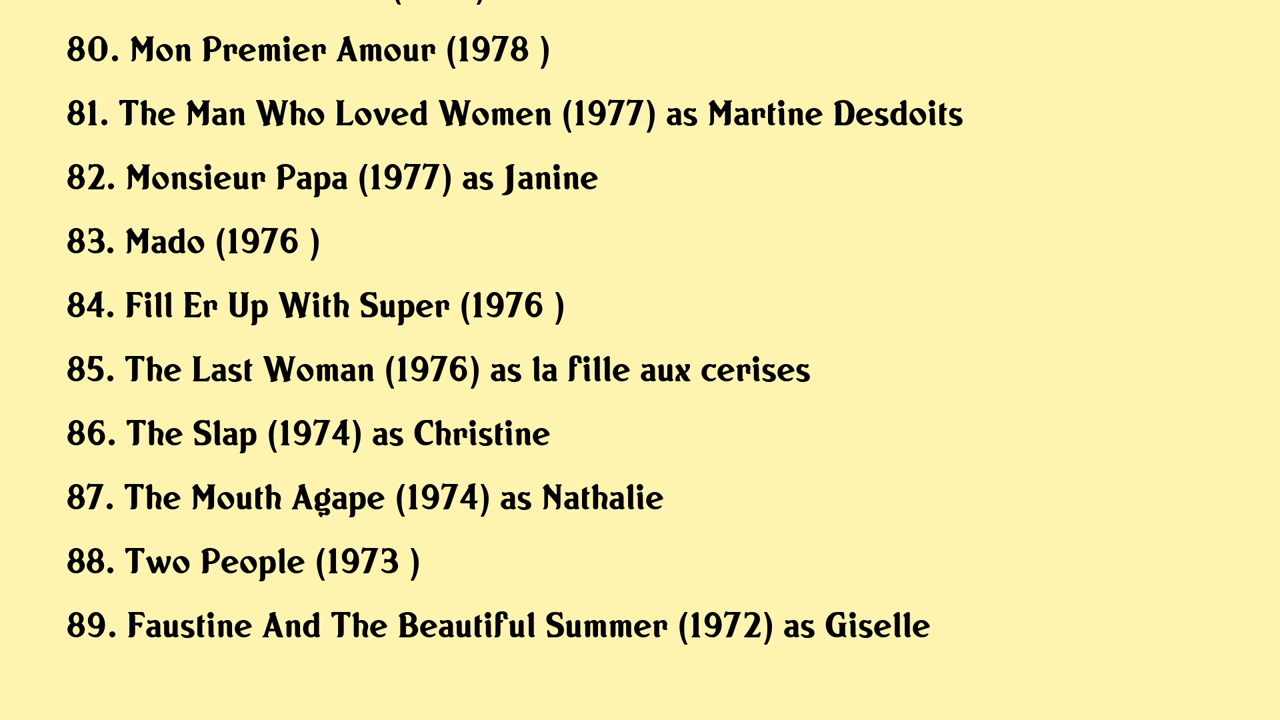 80. Mon Premier Amour (1978 )
81. The Man Who Loved Women (1977) as Martine Desdoits
82. Monsieur Papa (1977) as Janine
83. Mado (1976 )
84. Fill Er Up With Super (1976 )
85. The Last Woman (1976) as la fille aux cerises
86. The Slap (1974) as Christine
87. The Mouth Agape (1974) as Nathalie
88. Two People (1973 )
89. Faustine And The Beautiful Summer (1972) as Giselle